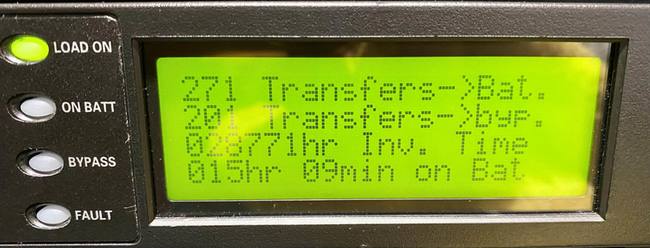 LOAD ON
ON BATT
BYPASS
FAULT
271 Transfers->Bat.
201 Transfers->byp.
028771hr Inv. Time
015hr 09min on Bat